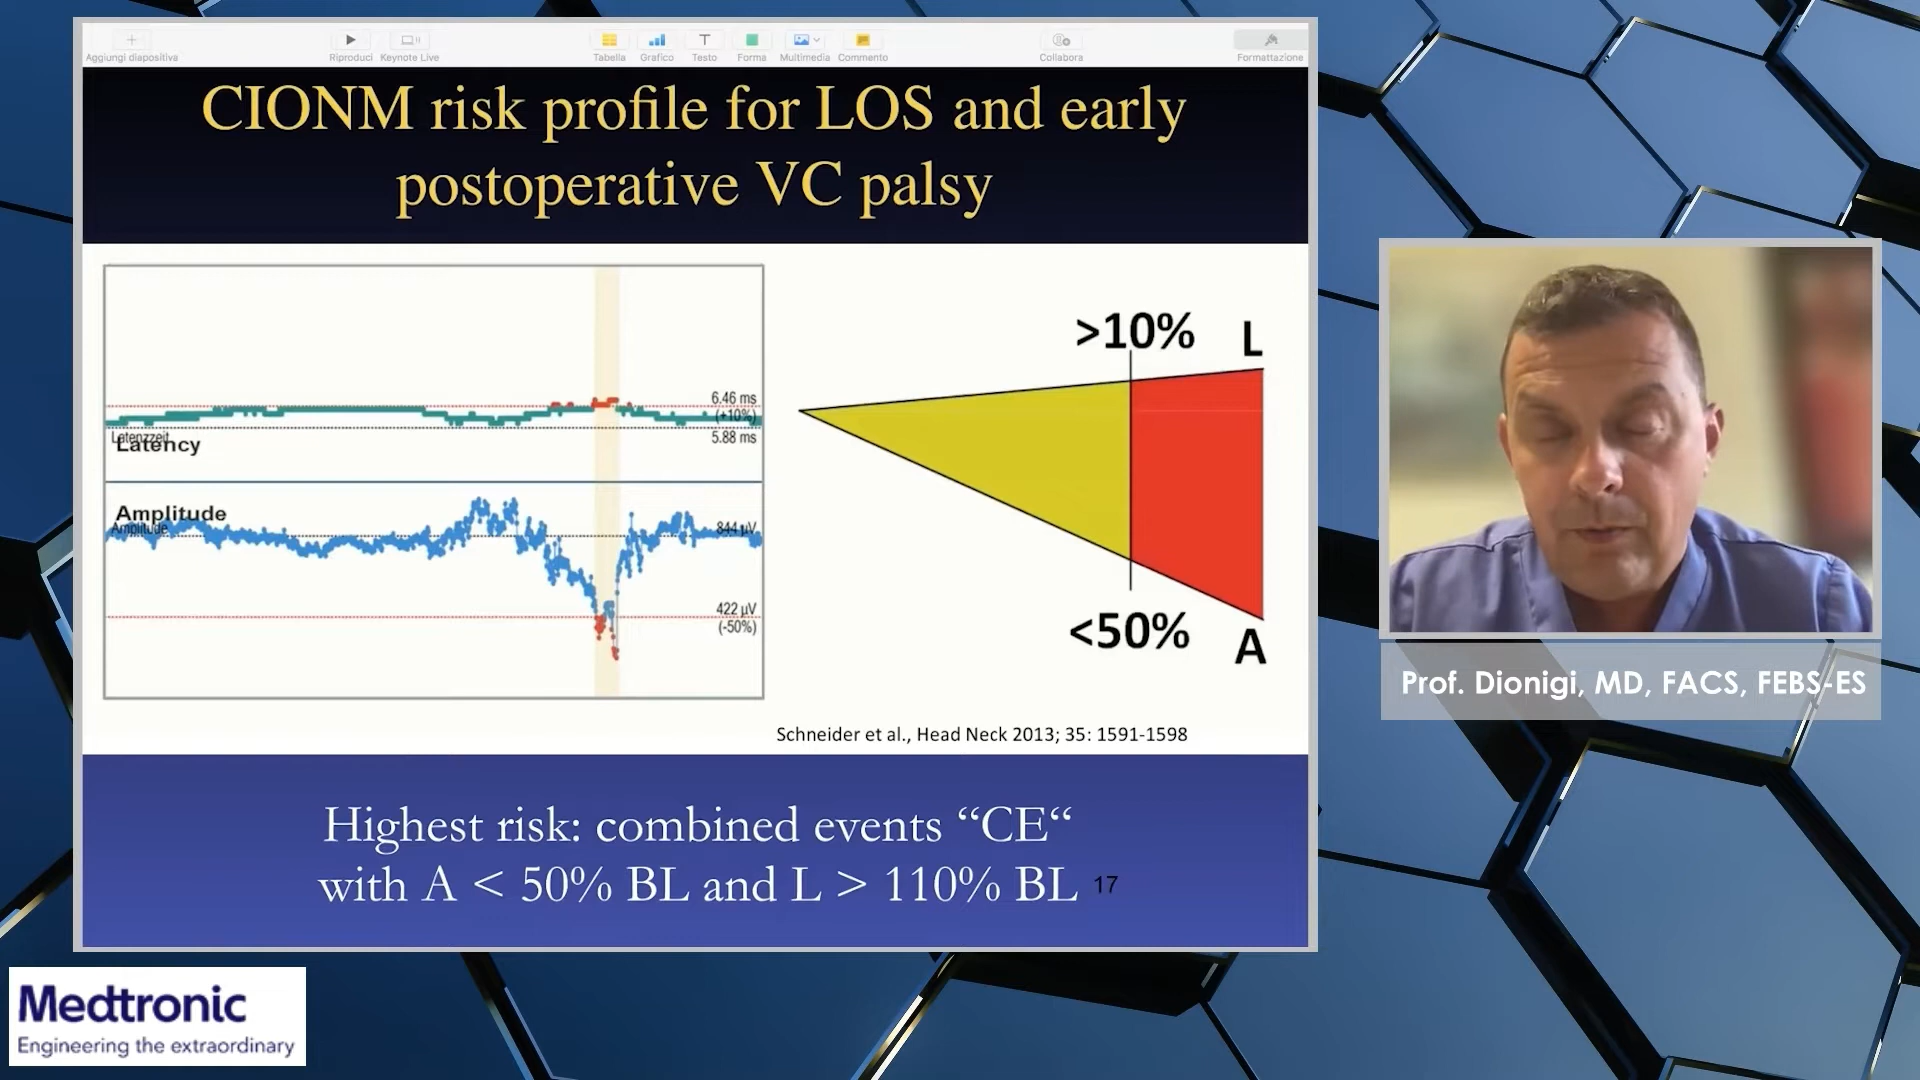 Aggiungi diapositiva
Riproduci
Keynote Live
Tabella
Grafico
Testo
Forma
Multimedia
Commento
Collabora
Formattazione
CIONM risk profile for LOS and early
postoperative VC palsy
6.46 ms
(+10%)
5.88 ms
Latenzzeit
Latency
Amplitude
Amplitude
844 µV
422 µV
(-50%)
>10%
L
<50%
A
Schneider et al., Head Neck 2013; 35: 1591-1598
Highest risk: combined events “CE“
with A < 50% BL and L > 110% BL
17
Prof. Dionigi, MD, FACS, FEBS-ES
Medtronic
Engineering the extraordinary